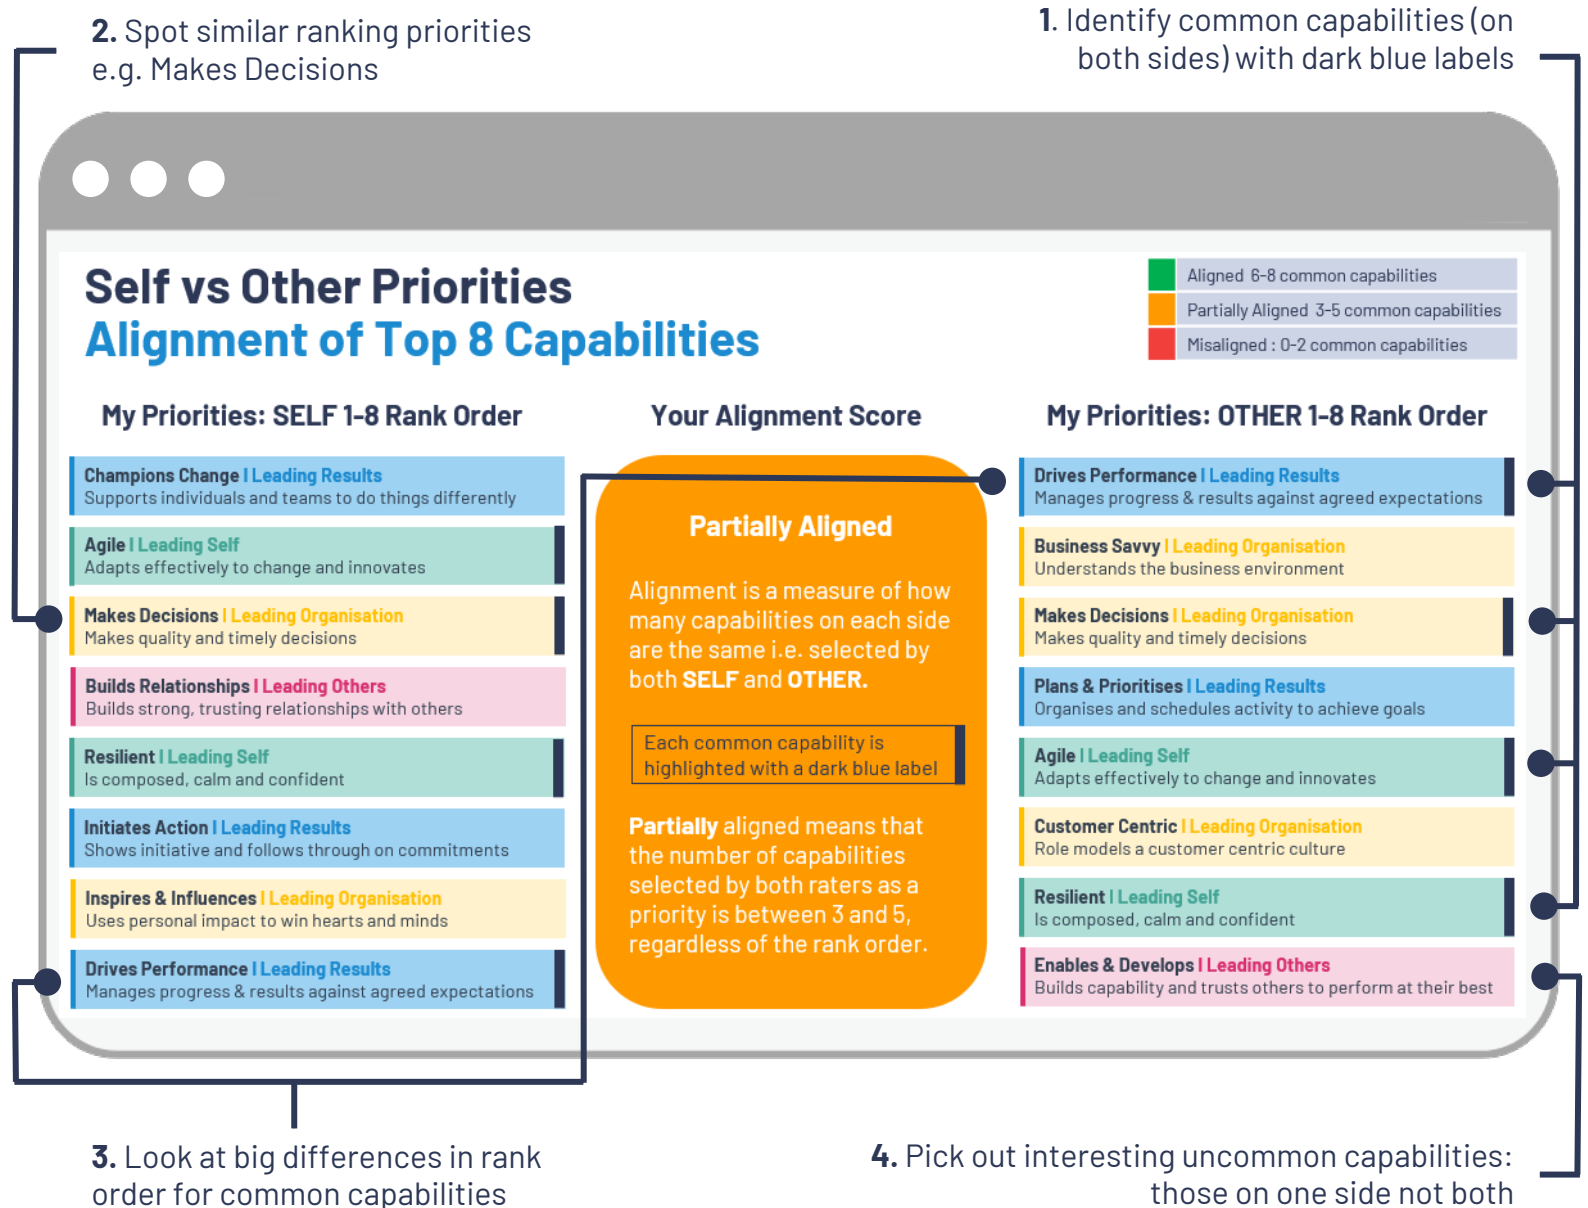 2. Spot similar ranking priorities
e.g. Makes Decisions
1. Identify common capabilities (on
both sides) with dark blue labels
Self vs Other Priorities
Alignment of Top 8 Capabilities
Aligned 6-8 common capabilities
Partially Aligned 3-5 common capabilities
Misaligned : 0-2 common capabilities
My Priorities: SELF 1-8 Rank Order
Champions Change | Leading Results
Supports individuals and teams to do things differently
Agile | Leading Self
Adapts effectively to change and innovates
Makes Decisions | Leading Organisation
Makes quality and timely decisions
Builds Relationships | Leading Others
Builds strong, trusting relationships with others
Resilient | Leading Self
Is composed, calm and confident
Initiates Action | Leading Results
Shows initiative and follows through on commitments
Inspires & Influences | Leading Organisation
Uses personal impact to win hearts and minds
Drives Performance | Leading Results
Manages progress & results against agreed expectations
Your Alignment Score
Partially Aligned
Alignment is a measure of how
many capabilities on each side
are the same i.e. selected by
both SELF and OTHER.
Each common capability is
highlighted with a dark blue label
Partially aligned means that
the number of capabilities
selected by both raters as a
priority is between 3 and 5,
regardless of the rank order.
My Priorities: OTHER 1-8 Rank Order
Drives Performance | Leading Results
Manages progress & results against agreed expectations
Business Savvy | Leading Organisation
Understands the business environment
Makes Decisions | Leading Organisation
Makes quality and timely decisions
Plans & Prioritises | Leading Results
Organises and schedules activity to achieve goals
Agile | Leading Self
Adapts effectively to change and innovates
Customer Centric | Leading Organisation
Role models a customer centric culture
Resilient | Leading Self
Is composed, calm and confident
Enables & Develops | Leading Others
Builds capability and trusts others to perform at their best
3. Look at big differences in rank
order for common capabilities
4. Pick out interesting uncommon capabilities:
those on one side not both